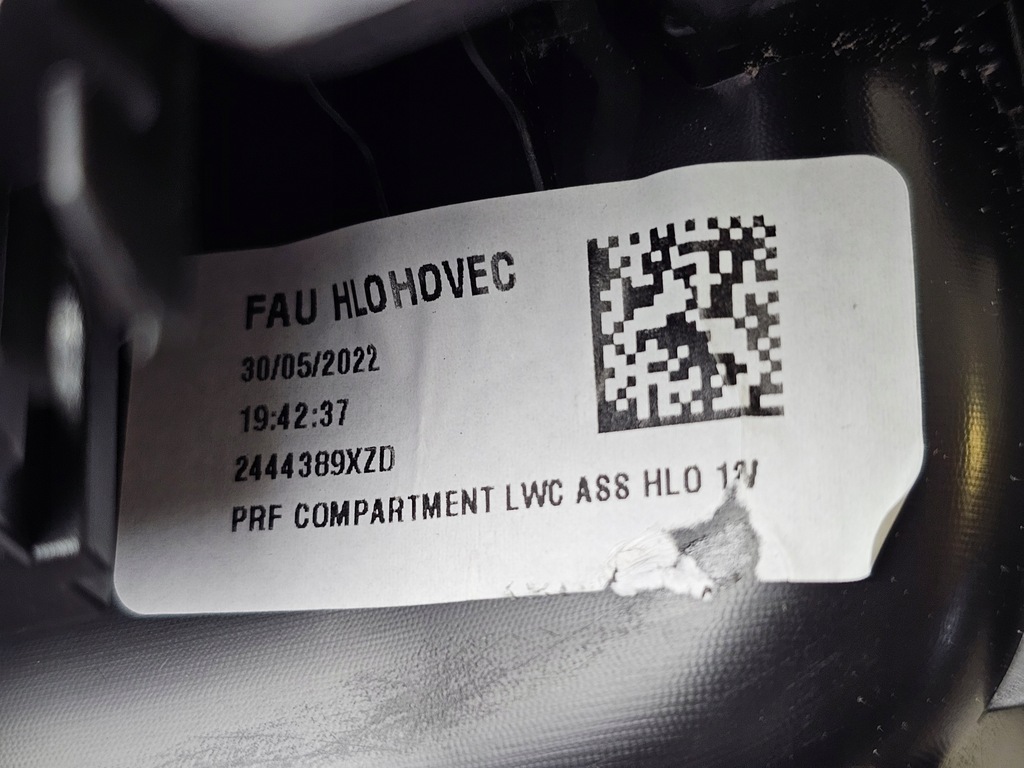 FAU HLOHOVEC
30/05/2022
19:42:37
2444389XZD
PRF COMPARTMENT LWC A88 HLO